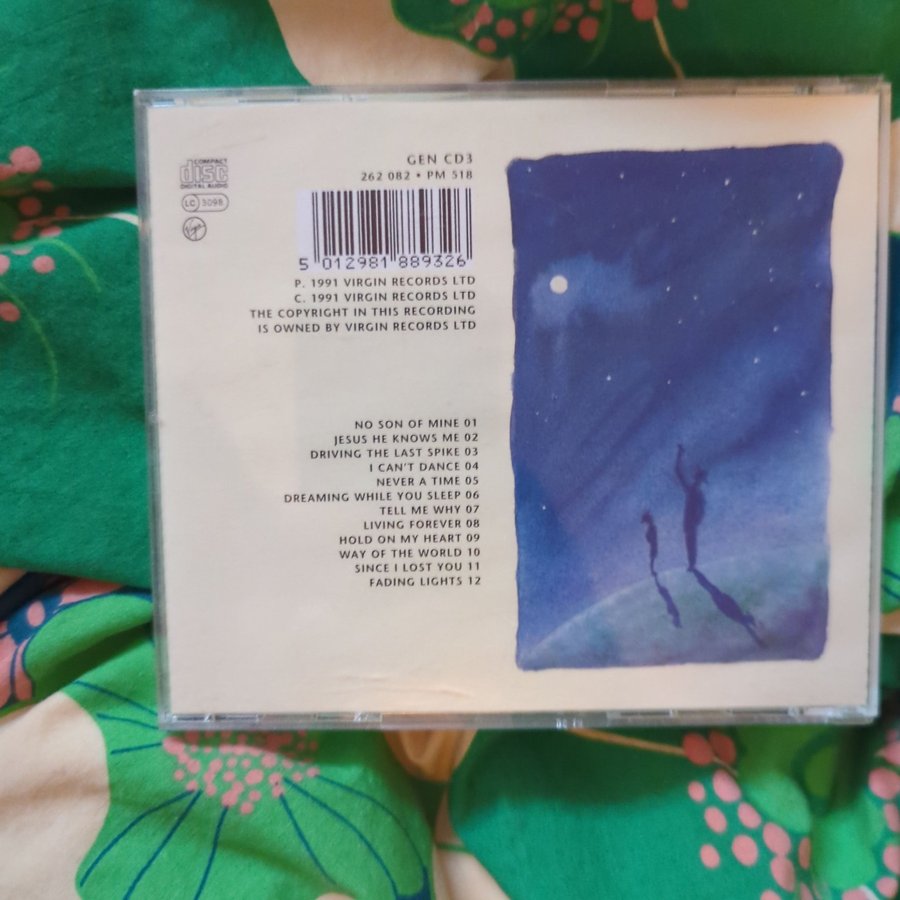 COMPACT
disc
DIGITAL AUDIO
LC 3098
Virgin
GEN CD3
262 082 • PM 518
5 012981 889326
P. 1991 VIRGIN RECORDS LTD
C. 1991 VIRGIN RECORDS LTD
THE COPYRIGHT IN THIS RECORDING
IS OWNED BY VIRGIN RECORDS LTD
NO SON OF MINE 01
JESUS HE KNOWS ME 02
DRIVING THE LAST SPIKE 03
I CAN'T DANCE 04
NEVER A TIME 05
DREAMING WHILE YOU SLEEP 06
TELL ME WHY 07
LIVING FOREVER 08
HOLD ON MY HEART 09
WAY OF THE WORLD 10
SINCE I LOST YOU 11
FADING LIGHTS 12